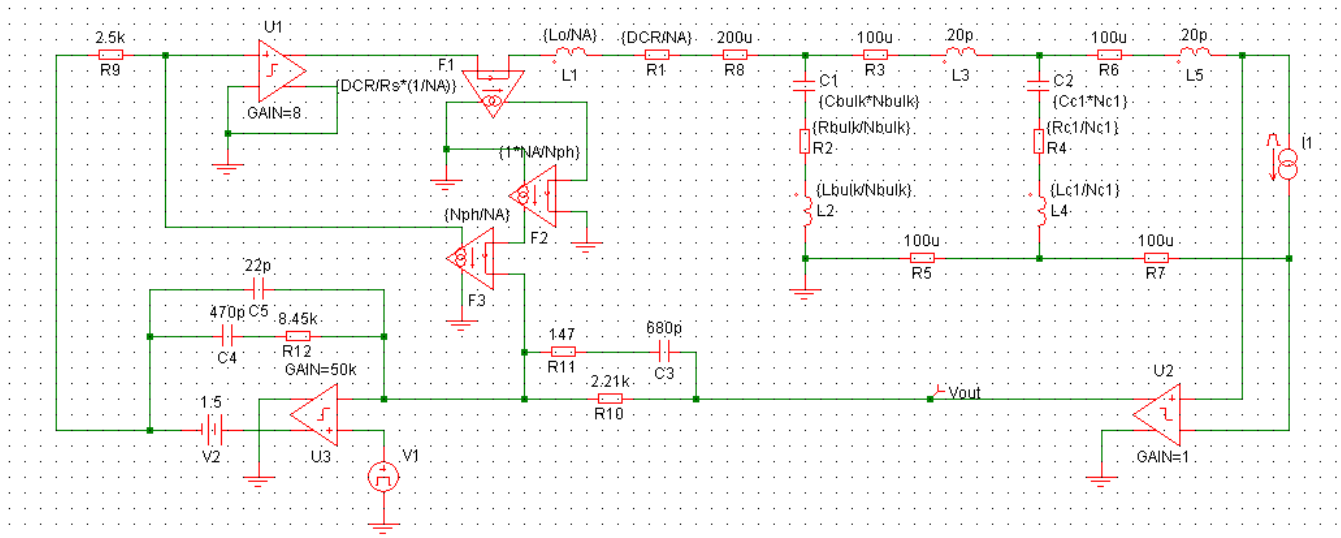 U1
2.5k
R9
GAIN=8
{DCR/Rs*(1/NA)}
F1
{Lo/NA}
L1
{DCR/NA}
R1
200u
R8
100u
R3
20p
L3
100u
R6
20p
L5
C1
{Cbulk*Nbulk}
{Rbulk/Nbulk}
R2
{Lbulk/Nbulk}
L2
C2
{Cc1*Nc1}
{Rc1/Nc1}
R4
{Lc1/Nc1}
L4
I1
{1*NA/Nph}
F2
{Nph/NA}
F3
100u
R5
100u
R7
22p
C5
470p
C4
8.45k
R12
GAIN=50k
1.5
V2
U3
V1
147
R11
680p
C3
2.21k
R10
Vout
U2
GAIN=1